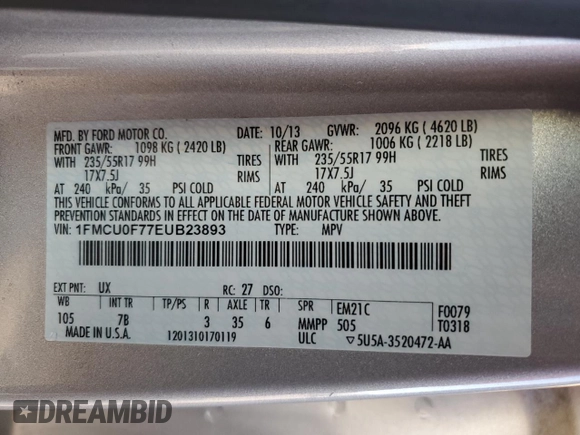 MFD. BY FORD MOTOR CO. DATE: 10/13 GVWR: 2096 KG ( 4620 LB)
FRONT GAWR: 1098 KG ( 2420 LB) REAR GAWR: 1006 KG ( 2218 LB)
WITH 235/55R17 99H TIRES WITH 235/55R17 99H TIRES
17X7.5J RIMS 17X7.5J RIMS
AT 240 kPa/ 35 PSI COLD AT 240 kPa/ 35 PSI COLD
THIS VEHICLE CONFORMS TO ALL APPLICABLE FEDERAL MOTOR VEHICLE SAFETY AND THEFT
PREVENTION STANDARDS IN EFFECT ON THE DATE OF MANUFACTURE SHOWN ABOVE.
VIN: 1FMCU0F77EUB23893 TYPE: MPV
EXT PNT: UX RC: 27 DSO:
WB INT TR TP/PS R AXLE TR SPR EM21C F0079
105 7B 3 35 6 MMPP 505 T0318
MADE IN U.S.A. 1201310170119 ULC ▽ 5U5A-3520472-AA
DREAMBID